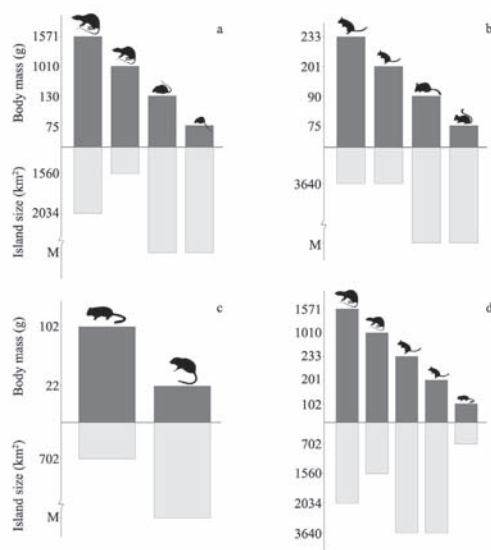 a
Body mass (g)
1571
1010
130
75
Island size (km²)
1560
2034
M
b
233
201
90
75
3640
M
c
Body mass (g)
102
22
Island size (km²)
702
M
d
1571
1010
233
201
102
702
1560
2034
3640